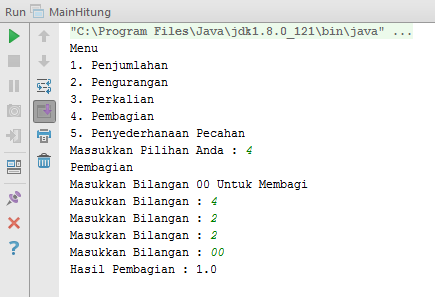 Run MainHitung
"C:\Program Files\Java\jdk1.8.0_121\bin\java" ...
Menu
1. Penjumlahan
2. Pengurangan
3. Perkalian
4. Pembagian
5. Penyederhanaan Pecahan
Massukkan Pilihan Anda : 4
Pembagian
Masukkan Bilangan 00 Untuk Membagi
Masukkan Bilangan : 4
Masukkan Bilangan : 2
Masukkan Bilangan : 2
Masukkan Bilangan : 00
Hasil Pembagian : 1.0